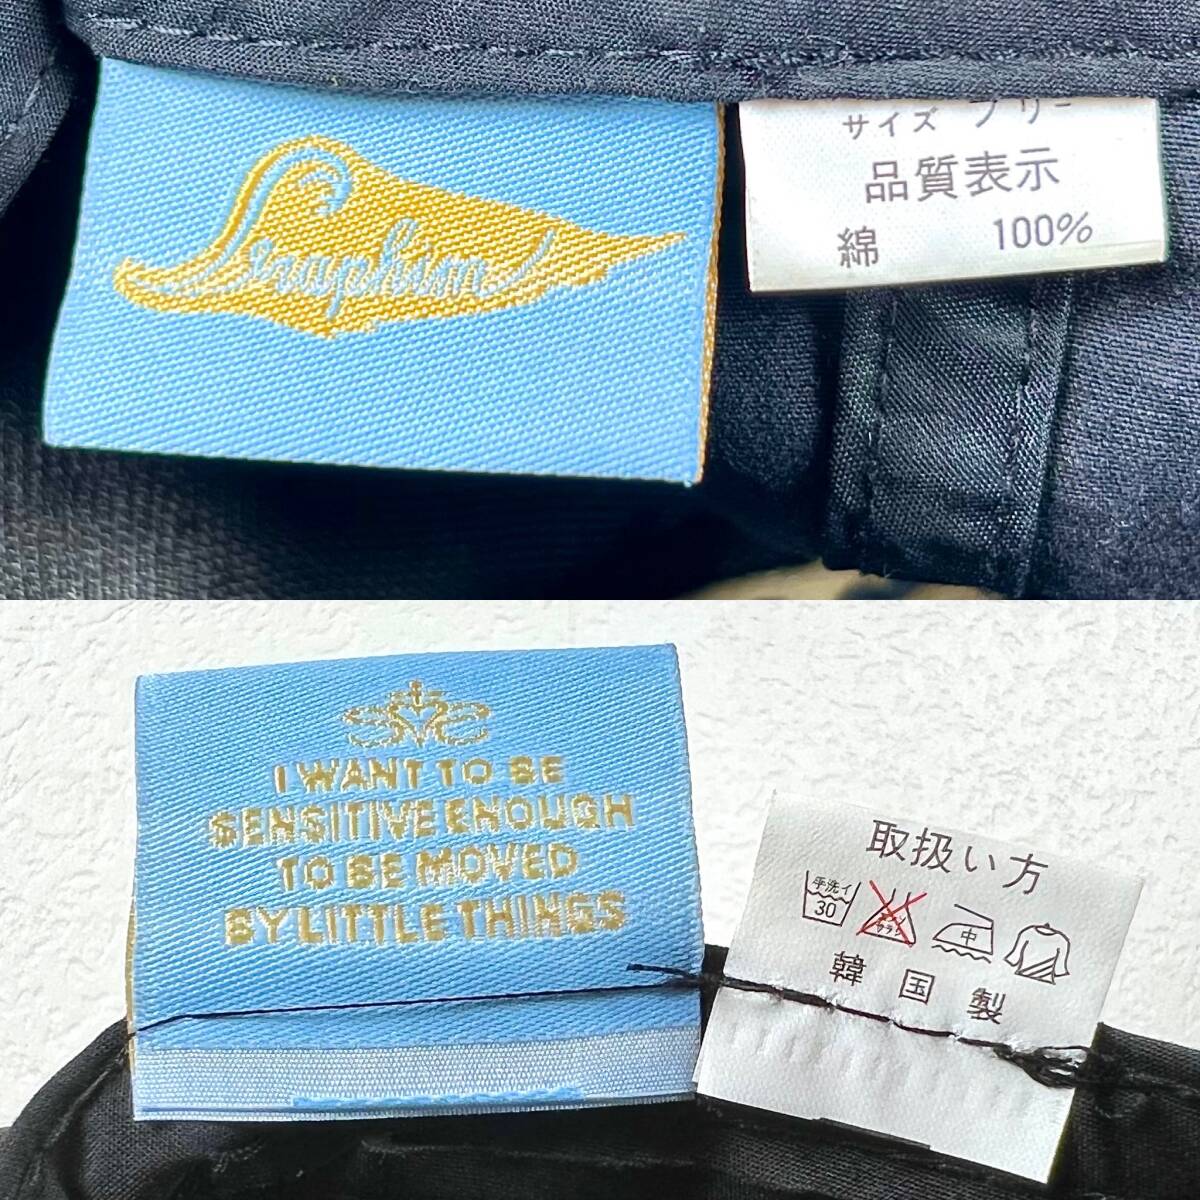 Seraphim
サイズ フリー
品質表示
綿 100%
I WANT TO BE
SENSITIVE ENOUGH
TO BE MOVED
BY LITTLE THINGS
取扱い方
手洗イ
30
中
韓国製